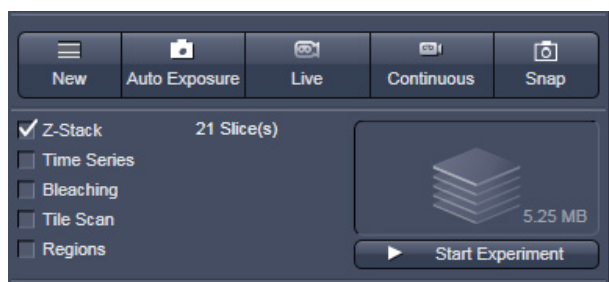 New Auto Exposure Live Continuous Snap
Z-Stack 21 Slice(s)
Time Series
Bleaching
Tile Scan
5.25 MB
Regions
Start Experiment